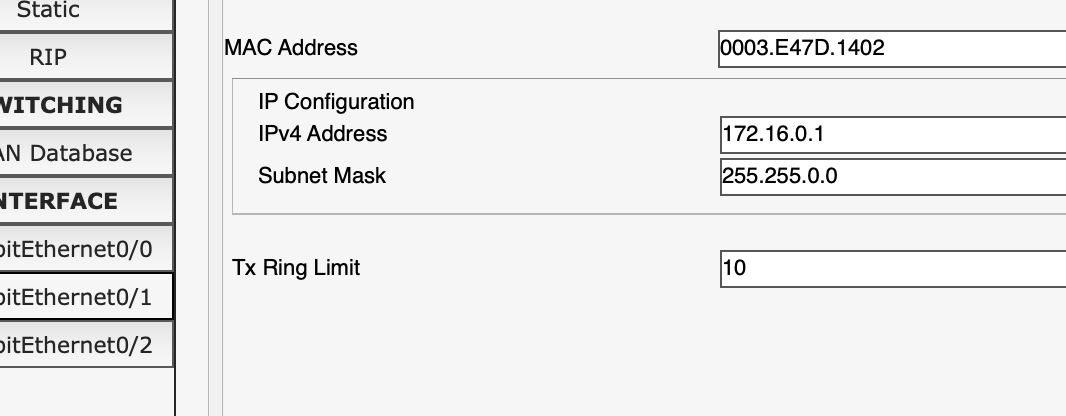 Static
RIP
WITCHING
AN Database
NTERFACE
bitEthernet0/0
bitEthernet0/1
bitEthernet0/2
MAC Address 0003.E47D.1402
IP Configuration
IPv4 Address 172.16.0.1
Subnet Mask 255.255.0.0
Tx Ring Limit 10